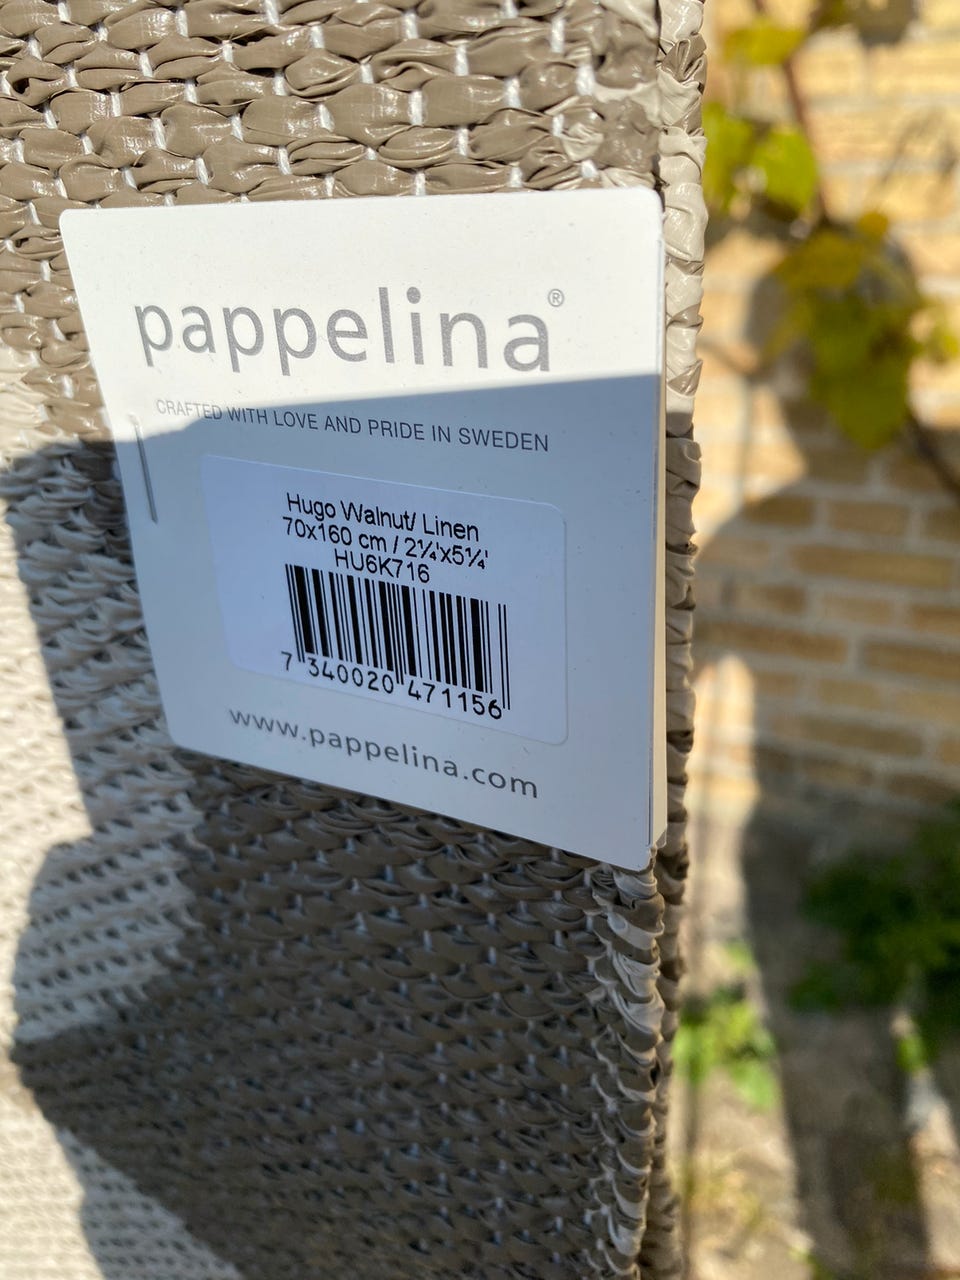 pappelina®
CRAFTED WITH LOVE AND PRIDE IN SWEDEN
Hugo Walnut/ Linen
70x160 cm / 2¼'x5¼'
HU6K716
7 340020 471156
www.pappelina.com